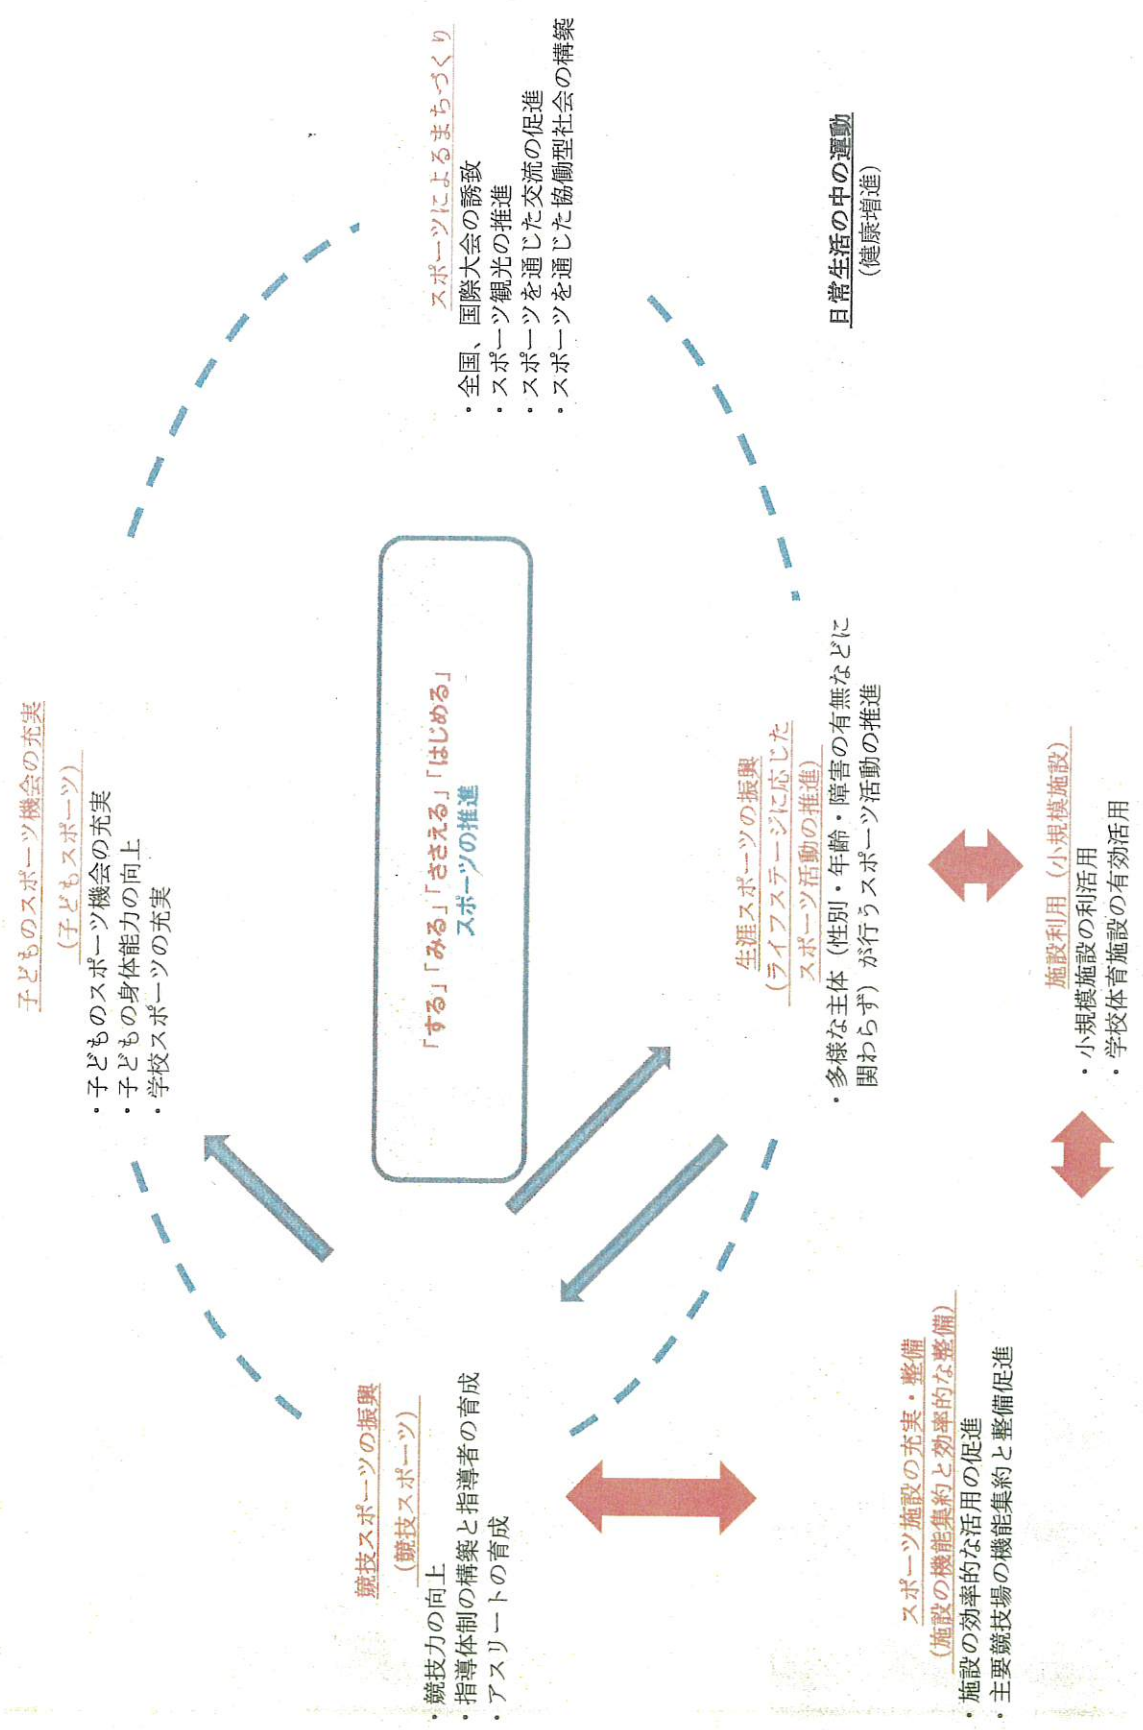 子どものスポーツ機会の充実
(子どもスポーツ)
・子どものスポーツ機会の充実
・子どもの身体能力の向上
・学校スポーツの充実
競技スポーツの振興
(競技スポーツ)
・競技力の向上
・指導体制の構築と指導者の育成
・アスリートの育成
「する」「みる」「ささえる」「はじめる」
スポーツの推進
スポーツによるまちづくり
・全国、国際大会の誘致
・スポーツ観光の推進
・スポーツを通じた交流の促進
・スポーツを通じた協働型社会の構築
生涯スポーツの振興
(ライフステージに応じた
スポーツ活動の推進)
・多様な主体(性別・年齢・障害の有無などに
関わらず)が行うスポーツ活動の推進
日常生活の中の運動
(健康増進)
スポーツ施設の充実・整備
(施設の機能集約と効率的な整備)
・施設の効率的な活用の促進
・主要競技場の機能集約と整備促進
施設利用(小規模施設)
・小規模施設の利活用
・学校体育施設の有効活用